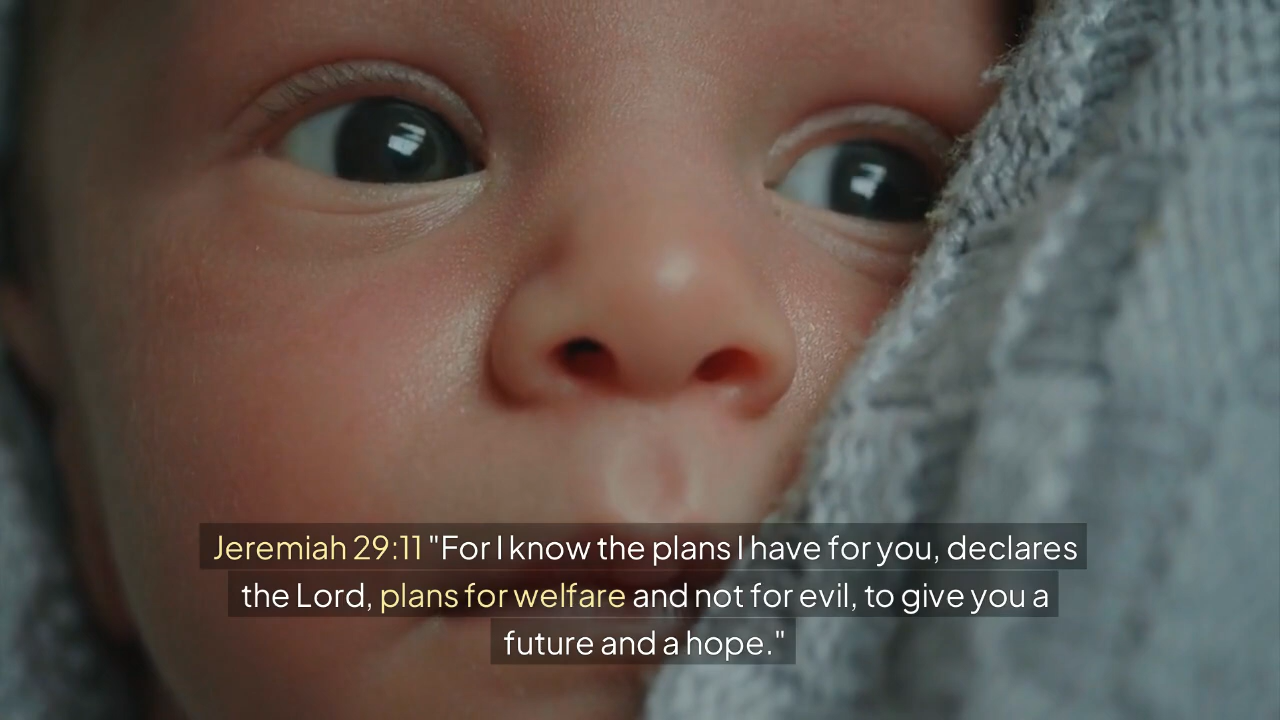 Jeremiah 29:11 "For I know the plans I have for you, declares
the Lord, plans for welfare and not for evil, to give you a
future and a hope."